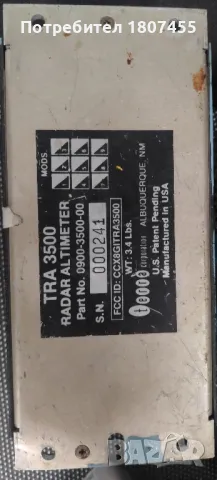 Потребител 1807455
MODS
TRA 3500
RADAR ALTIMETER
Part No. 0900-3500-00
S.N. 000241
FCC ID: CCX8GITRA3500
WT: 3.4 Lbs.
corporation ALBUQUERQUE, NM
U.S. Patent Pending
Manufactured in USA
BAZAR